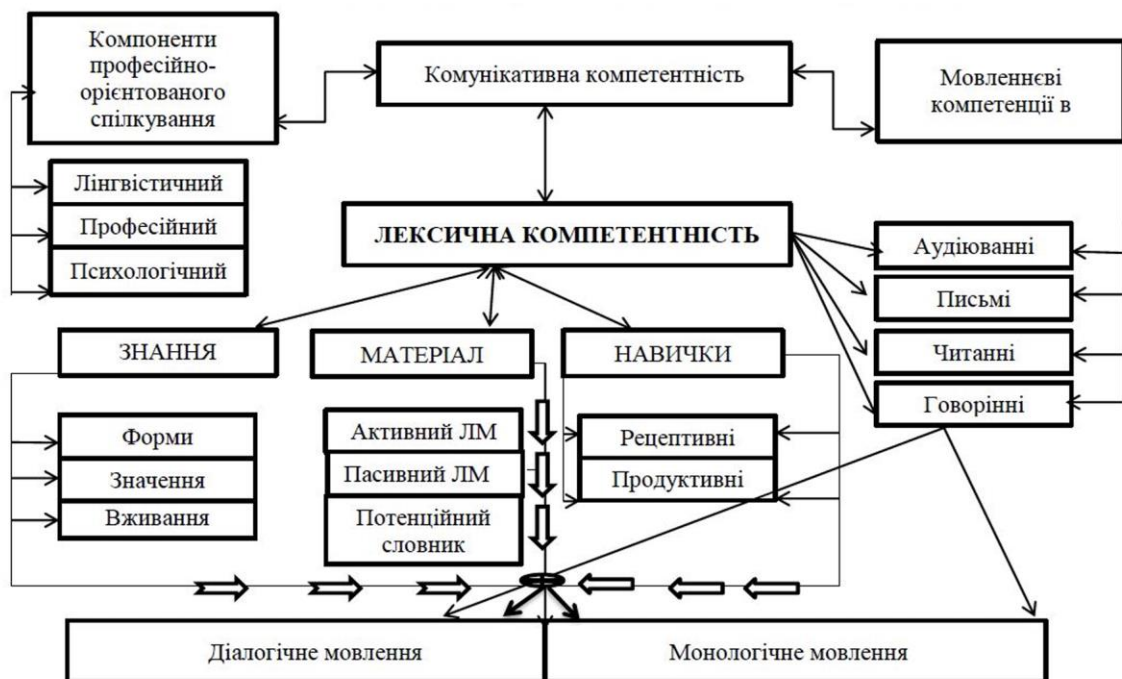 Компоненти
професійно-
орієнтованого
спілкування
Комунікативна компетентність
Мовленнєві
компетенції в
Лінгвістичний
Професійний
Психологічний
ЛЕКСИЧНА КОМПЕТЕНТНІСТЬ
Аудіюванні
Письмі
Читанні
Говорінні
ЗНАННЯ
МАТЕРІАЛ
НАВИЧКИ
Форми
Значення
Вживання
Активний ЛМ
Пасивний ЛМ
Потенційний
словник
Рецептивні
Продуктивні
Діалогічне мовлення
Монологічне мовлення